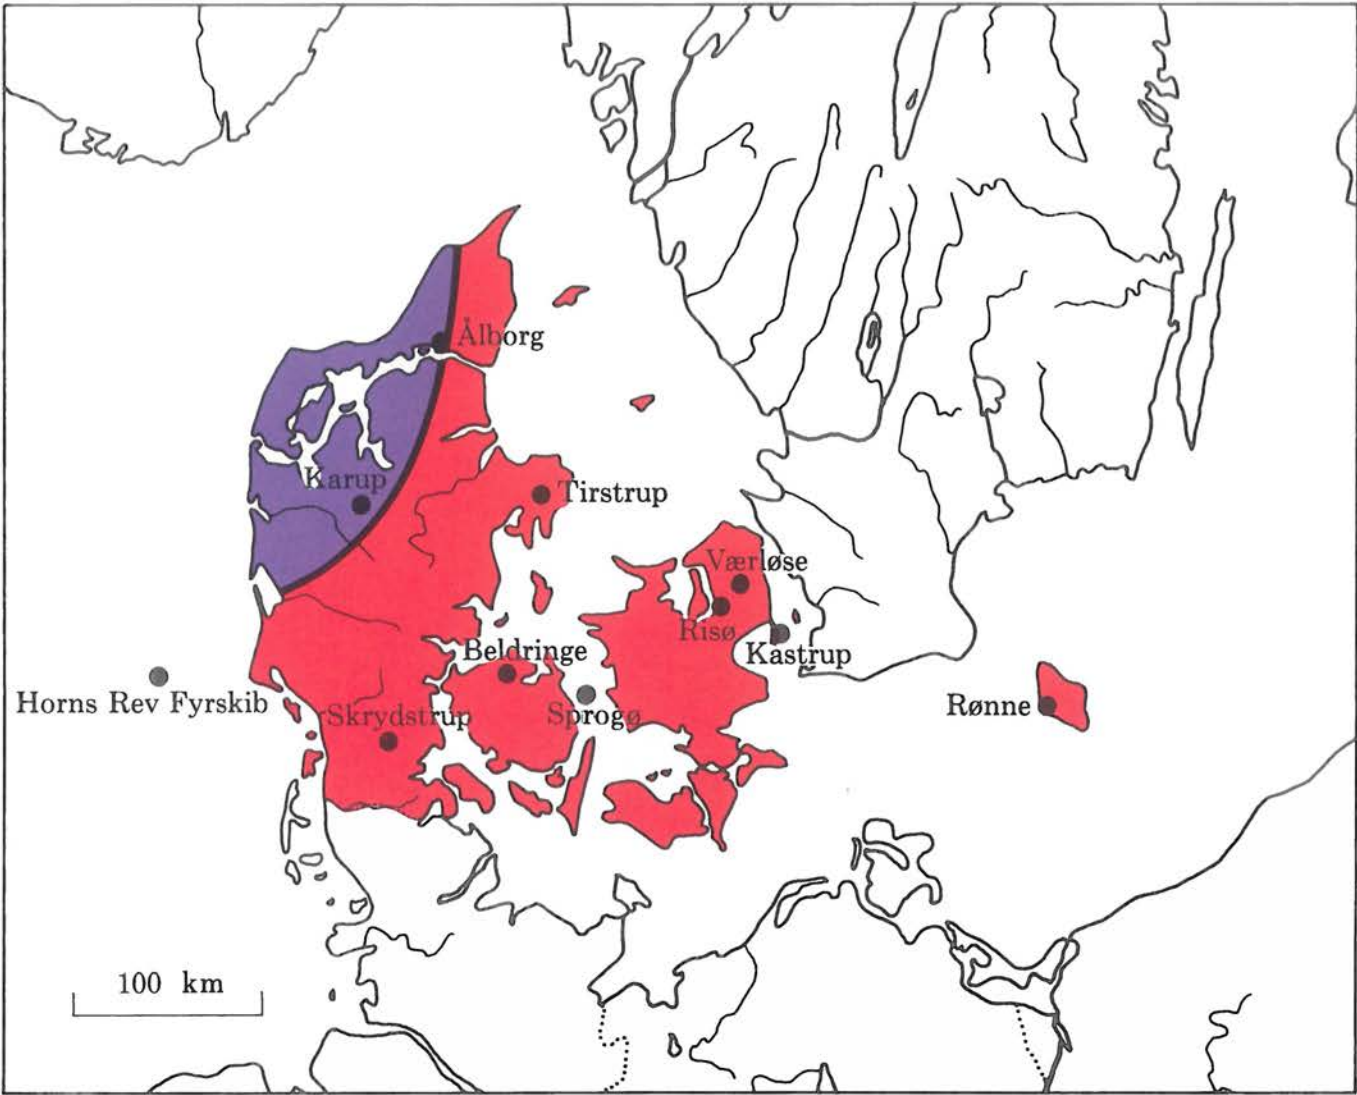 Ålborg
Karup
Tirstrup
Værløse
Risø
Kastrup
Beldringe
Horns Rev Fyrskib
Skrydstrup
Sprogø
Rønne
100 km